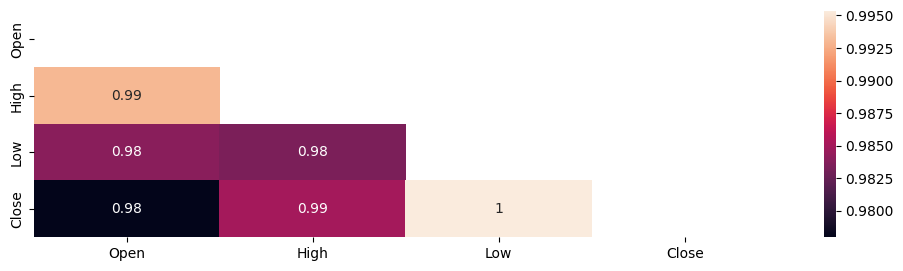 Open
High
Low
Close
0.99
0.98 0.98
0.98 0.99 1
Open High Low Close
0.9950
0.9925
0.9900
0.9875
0.9850
0.9825
0.9800